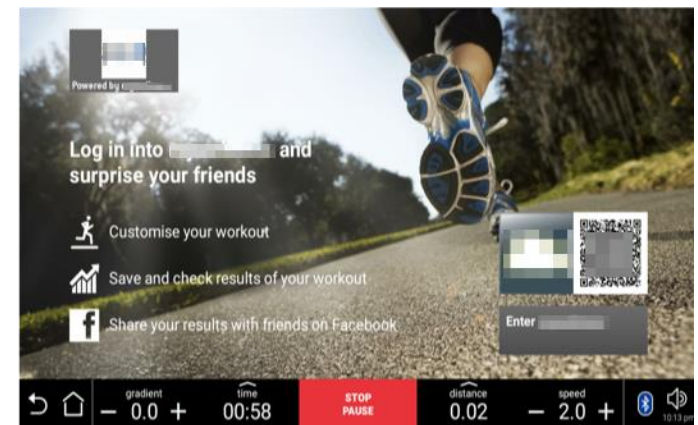 Powered by
Log in into and
surprise your friends
Customise your workout
Save and check results of your workout
f Share your results with friends on Facebook
Enter
gradient
− 0.0 +
time
00:58
STOP
PAUSE
distance
0.02
speed
− 2.0 +
10:13 pm